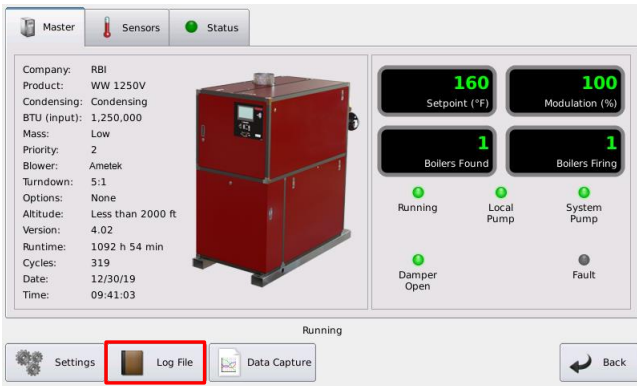 Master
Sensors
Status
Company: RBI
Product: WW 1250V
Condensing: Condensing
BTU (input): 1,250,000
Mass: Low
Priority: 2
Blower: Ametek
Turndown: 5:1
Options: None
Altitude: Less than 2000 ft
Version: 4.02
Runtime: 1092 h 54 min
Cycles: 319
Date: 12/30/19
Time: 09:41:03
160
Setpoint (°F)
100
Modulation (%)
1
Boilers Found
1
Boilers Firing
Running
Local
Pump
System
Pump
Damper
Open
Fault
Running
Settings
Log File
Data Capture
Back